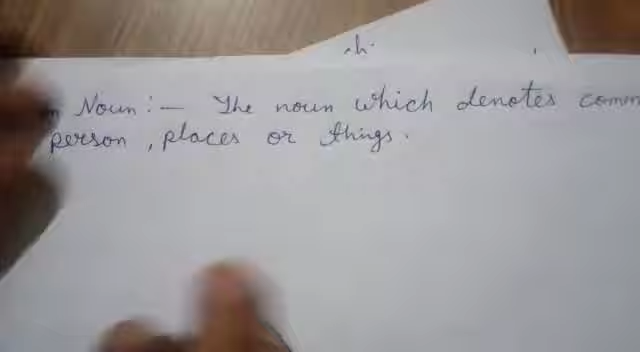 .h.
Noun:- The noun which denotes comm
person, places or things.